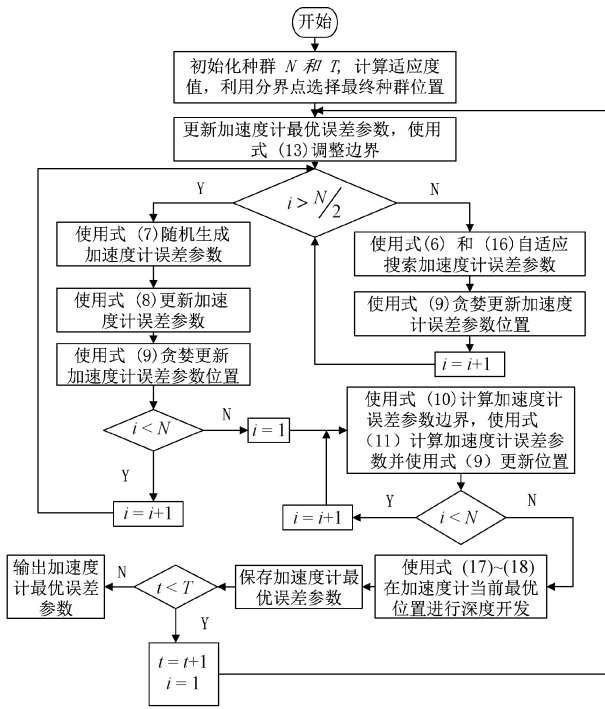 开始
初始化种群 N 和 T, 计算适应度
值，利用分界点选择最终种群位置
更新加速度计最优误差参数，使用
式 (13)调整边界
Y
i > N/2
N
使用式 (7)随机生成
加速度计误差参数
使用式(6) 和 (16)自适应
搜索加速度计误差参数
使用式 (8)更新加速
度计误差参数
使用式 (9)贪婪更新加速度
计误差参数位置
使用式 (9)贪婪更新
加速度计误差参数位置
i = i+1
i < N
N
i = 1
使用式 (10)计算加速度计
误差参数边界，使用式
(11) 计算加速度计误差参
数并使用式 (9) 更新位置
Y
i = i+1
i = i+1
Y
i < N
N
输出加速度
计最优误差
参数
N
t < T
保存加速度计最
优误差参数
使用式 (17)~(18)
在加速度计当前最优
位置进行深度开发
Y
t = t+1
i = 1